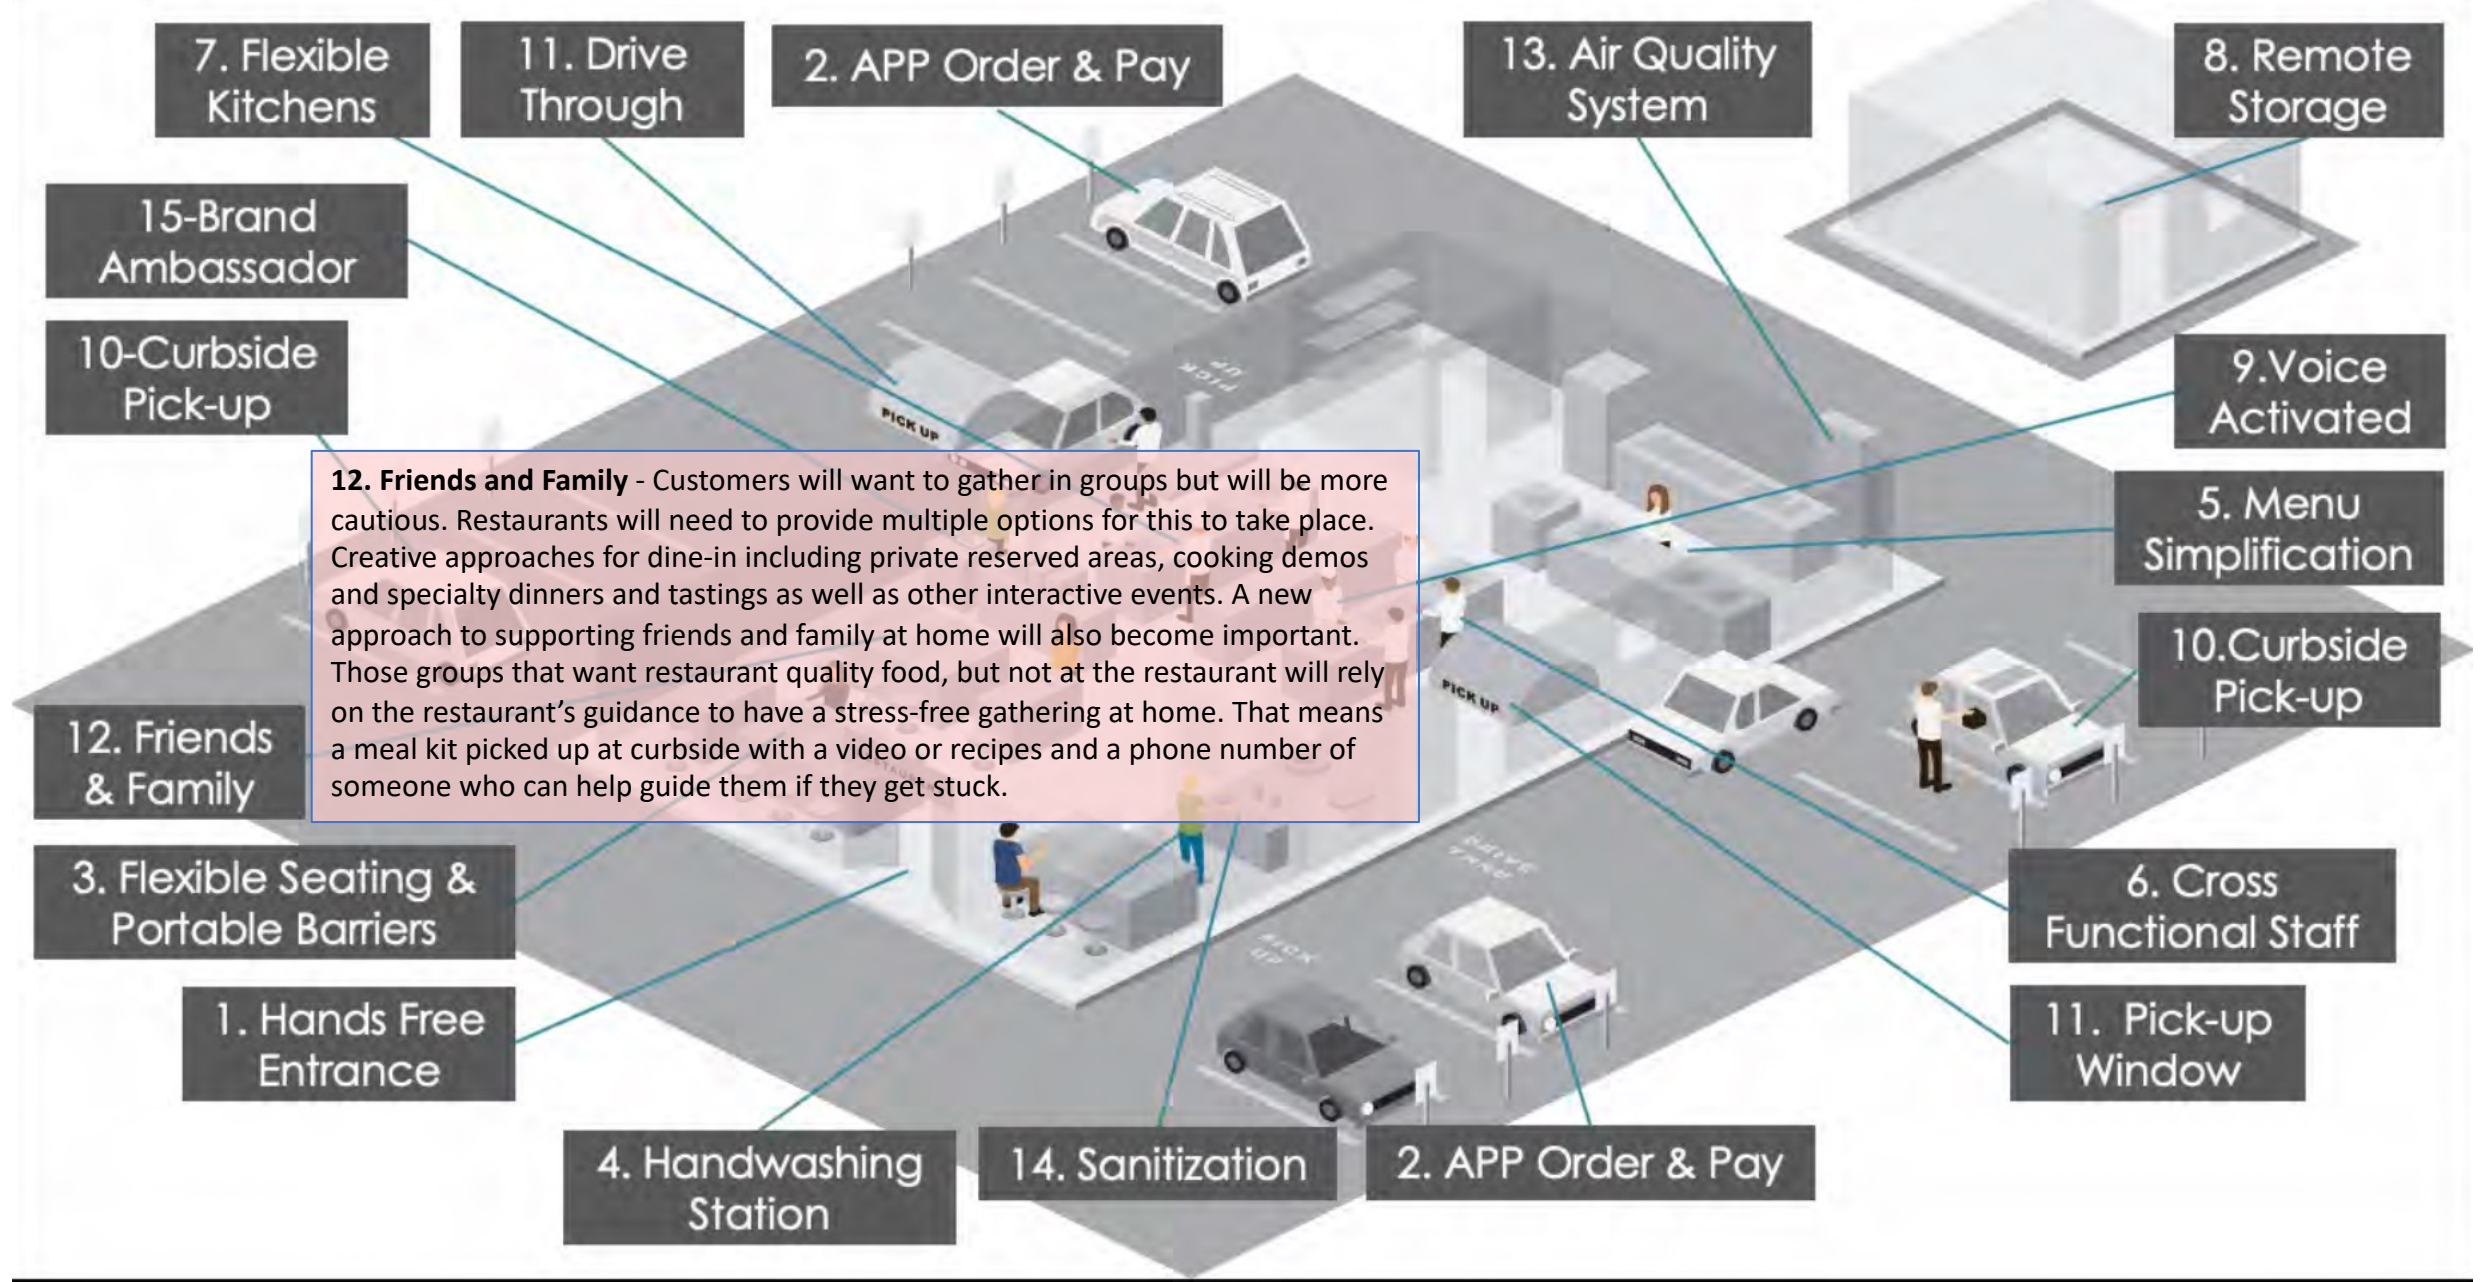 7. Flexible
Kitchens
11. Drive
Through
2. APP Order & Pay
13. Air Quality
System
8. Remote
Storage
15-Brand
Ambassador
10-Curbside
Pick-up
PICK UP
PICK
UP
9.Voice
Activated
12. Friends and Family - Customers will want to gather in groups but will be more
cautious. Restaurants will need to provide multiple options for this to take place.
Creative approaches for dine-in including private reserved areas, cooking demos
and specialty dinners and tastings as well as other interactive events. A new
approach to supporting friends and family at home will also become important.
Those groups that want restaurant quality food, but not at the restaurant will rely
on the restaurant’s guidance to have a stress-free gathering at home. That means
a meal kit picked up at curbside with a video or recipes and a phone number of
someone who can help guide them if they get stuck.
5. Menu
Simplification
10.Curbside
Pick-up
PICK UP
12. Friends
& Family
3. Flexible Seating &
Portable Barriers
DRIVE
THRU
6. Cross
Functional Staff
PICK
UP
1. Hands Free
Entrance
11. Pick-up
Window
4. Handwashing
Station
14. Sanitization
2. APP Order & Pay